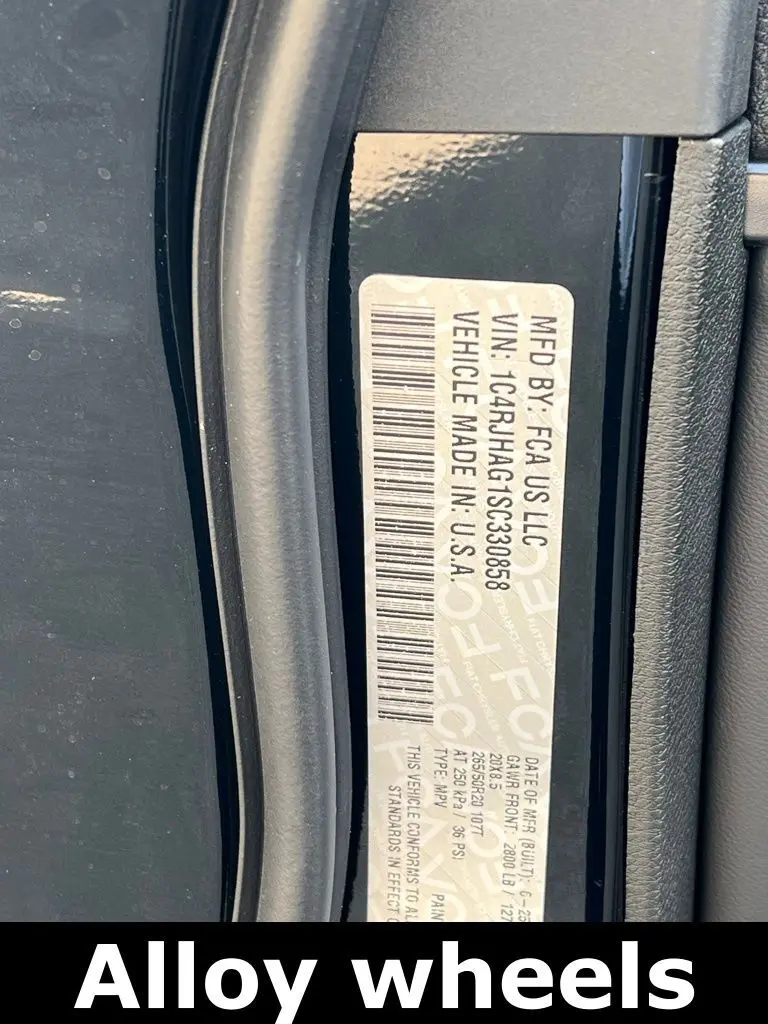 MFD BY: FCA US LLC
VIN: 1C4RJHAG1SC330858
VEHICLE MADE IN: U.S.A.
DATE OF MFR (BUILT):
GAWR FRONT: 2800 LB / 127
20X8.5
265/50R20 107T
AT 250 kPa / 36 PSI
TYPE: MPV PAIN
THIS VEHICLE CONFORMS TO AL
STANDARDS IN EFFECT
Alloy wheels